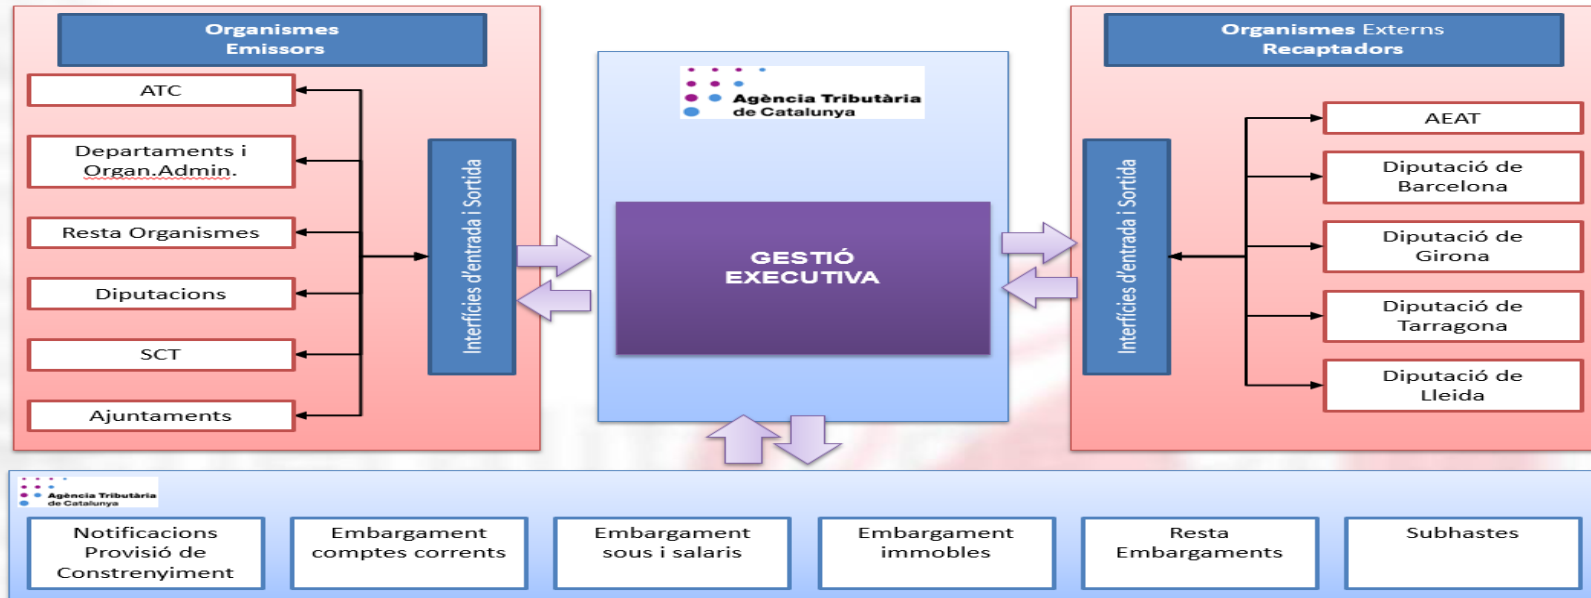 Organismes
Emissors
ATC
Departaments i
Organ.Admin.
Resta Organismes
Diputacions
SCT
Ajuntaments
Interfícies d'entrada i Sortida
Agència Tributària
de Catalunya
GESTIÓ
EXECUTIVA
Organismes Externs
Recaptadors
Interfícies d'entrada i Sortida
AEAT
Diputació de
Barcelona
Diputació de
Girona
Diputació de
Tarragona
Diputació de
Lleida
Agència Tributària
de Catalunya
Notificacions
Provisió de
Constrenyiment
Embargament
comptes corrents
Embargament
sous i salaris
Embargament
immobles
Resta
Embargaments
Subhastes